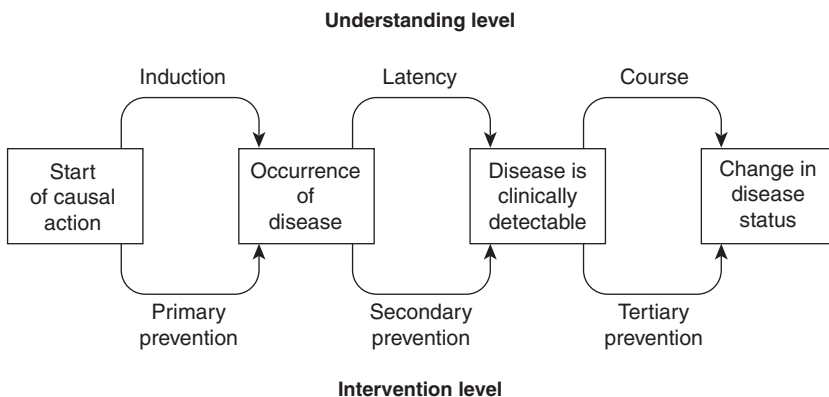 Understanding level
Induction
Latency
Course
Start
of causal
action
Occurrence
of
disease
Disease is
clinically
detectable
Change in
disease
status
Primary
prevention
Secondary
prevention
Tertiary
prevention
Intervention level